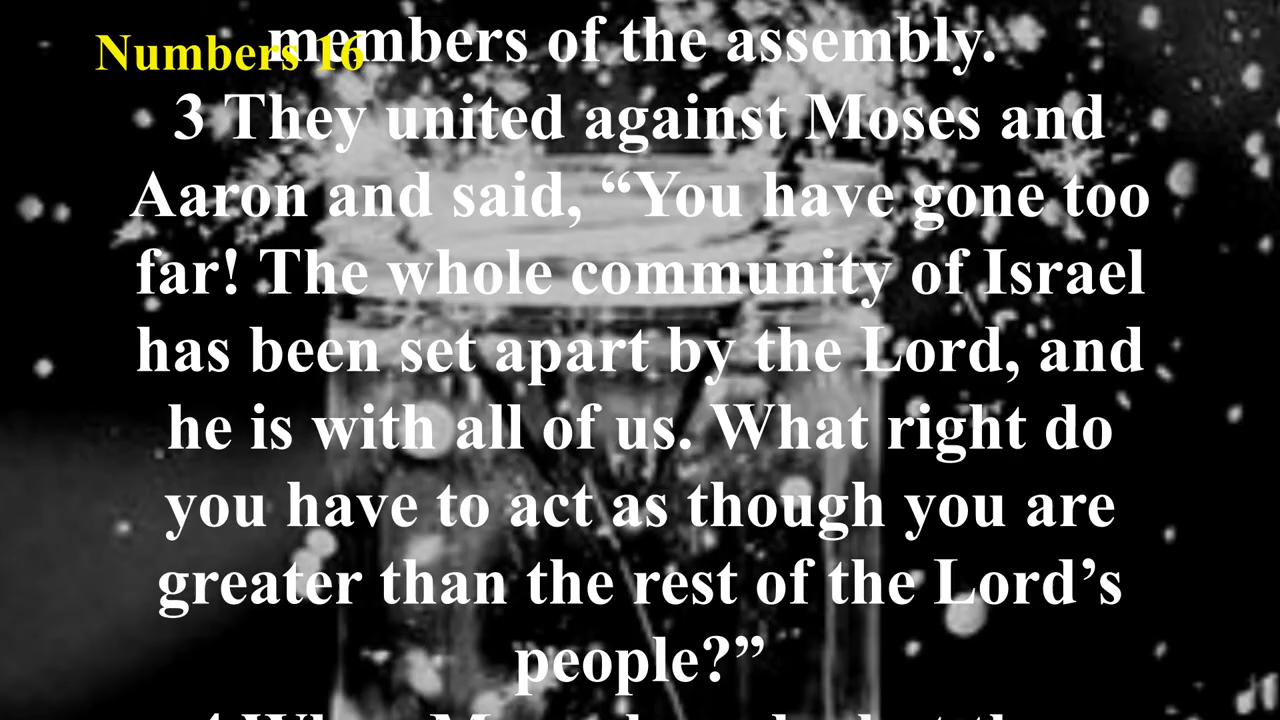 Numbers 16
members of the assembly.
3 They united against Moses and
Aaron and said, “You have gone too
far! The whole community of Israel
has been set apart by the Lord, and
he is with all of us. What right do
you have to act as though you are
greater than the rest of the Lord’s
people?”